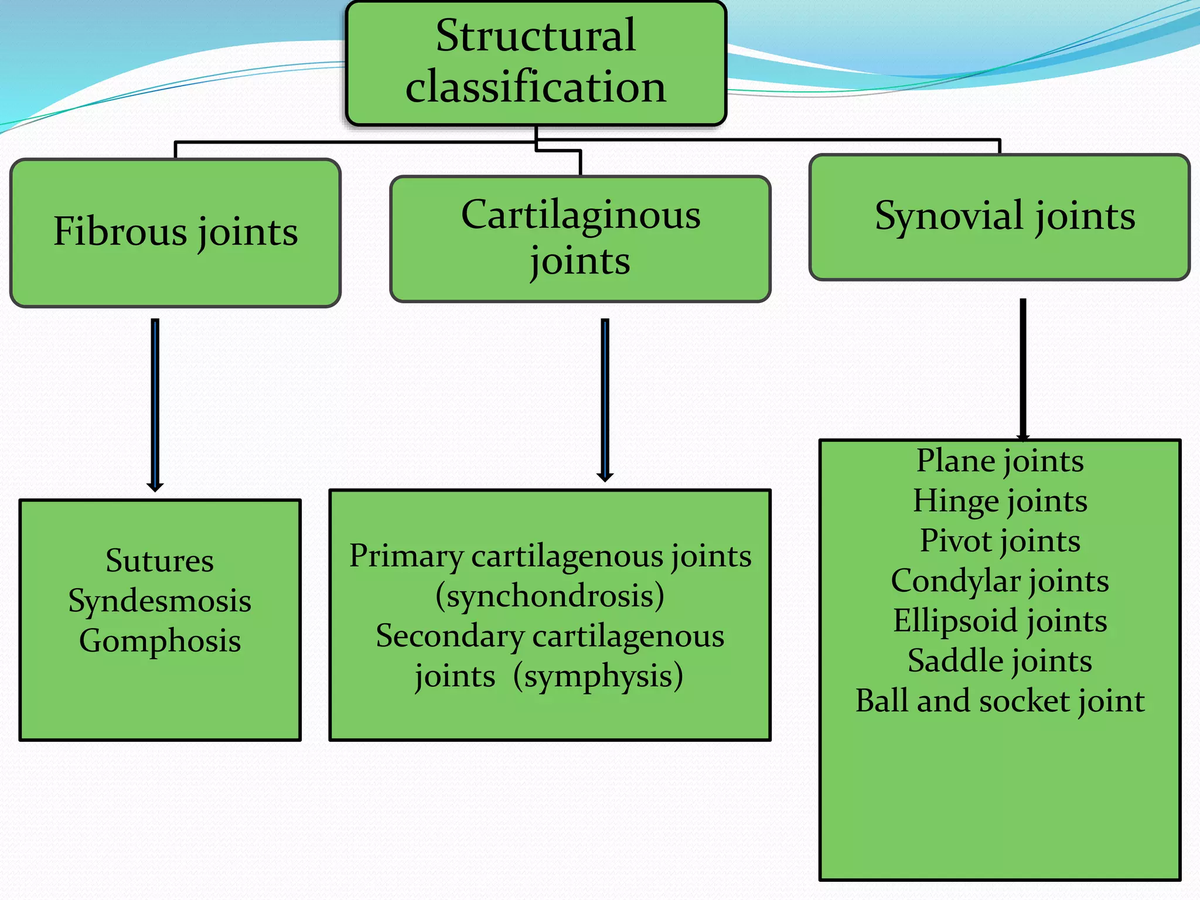 Structural
classification
Fibrous joints
Cartilaginous
joints
Synovial joints
Sutures
Syndesmosis
Gomphosis
Primary cartilagenous joints
(synchondrosis)
Secondary cartilagenous
joints (symphysis)
Plane joints
Hinge joints
Pivot joints
Condylar joints
Ellipsoid joints
Saddle joints
Ball and socket joint